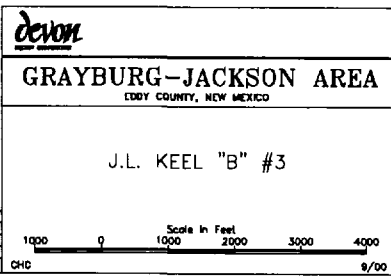 devon
GRAYBURG-JACKSON AREA
EDDY COUNTY, NEW MEXICO
J.L. KEEL "B" #3
Scale In Feet
1000 0 1000 2000 3000 4000
CHC 9/00